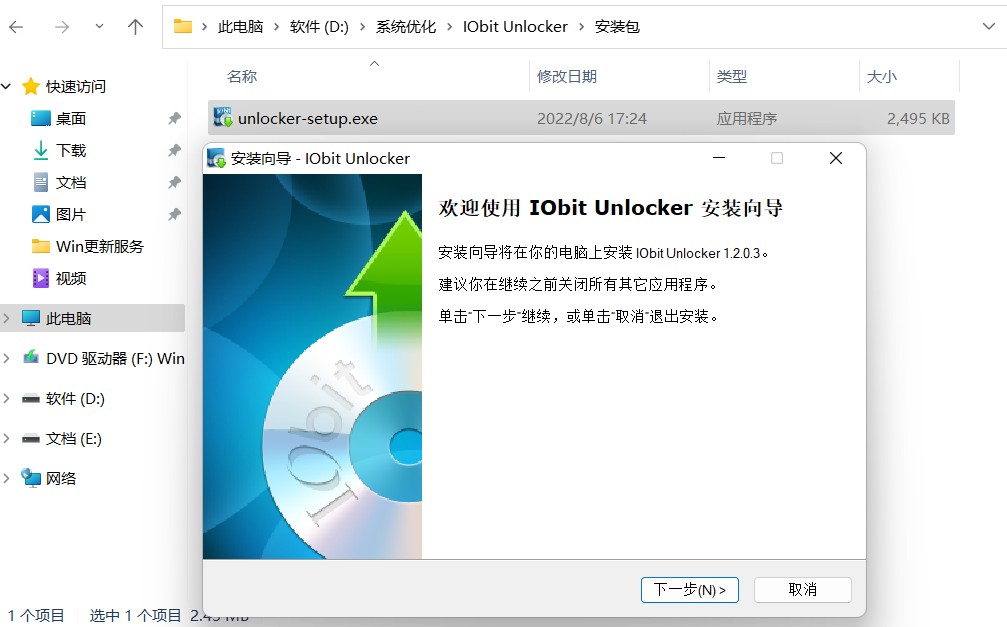 此电脑 › 软件 (D:) › 系统优化 › IObit Unlocker › 安装包
名称 修改日期 类型 大小
unlocker-setup.exe 2022/8/6 17:24 应用程序 2,495 KB
快速访问
桌面
下载
文档
图片
Win更新服务
视频
此电脑
DVD 驱动器 (F:) Win
软件 (D:)
文档 (E:)
网络
安装向导 - IObit Unlocker
欢迎使用 IObit Unlocker 安装向导
安装向导将在你的电脑上安装 IObit Unlocker 1.2.0.3。
建议你在继续之前关闭所有其它应用程序。
单击“下一步”继续，或单击“取消”退出安装。
IObit
下一步(N) >
取消
1 个项目 选中 1 个项目 2.43 MB